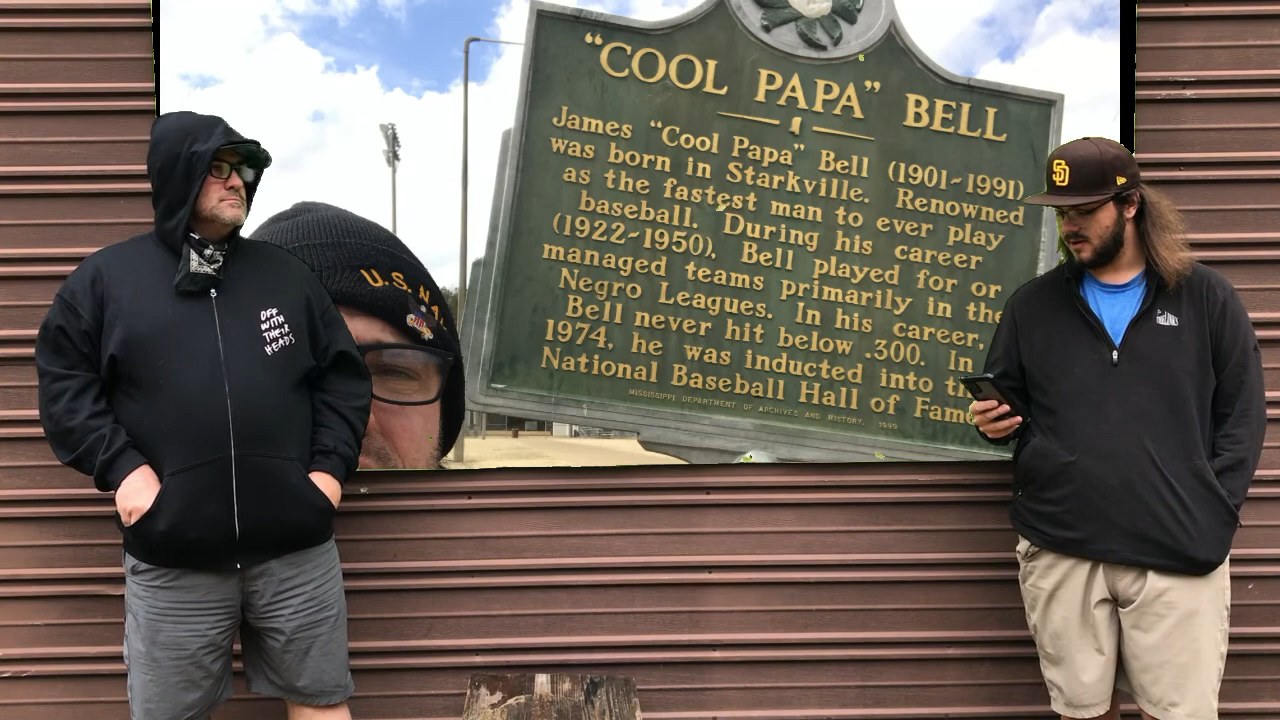 "COOL PAPA" BELL
James "Cool Papa" Bell (1901-1991)
was born in Starkville. Renowned
as the fastest man to ever play
baseball. During his career
(1922-1950), Bell played for or
managed teams primarily in the
Negro Leagues. In his career,
Bell never hit below .300. In
1974, he was inducted into th
National Baseball Hall of Fame
MISSISSIPPI DEPARTMENT OF ARCHIVES AND HISTORY. 1999
U.S. N
OFF
WITH
THEIR
HEADS
SD